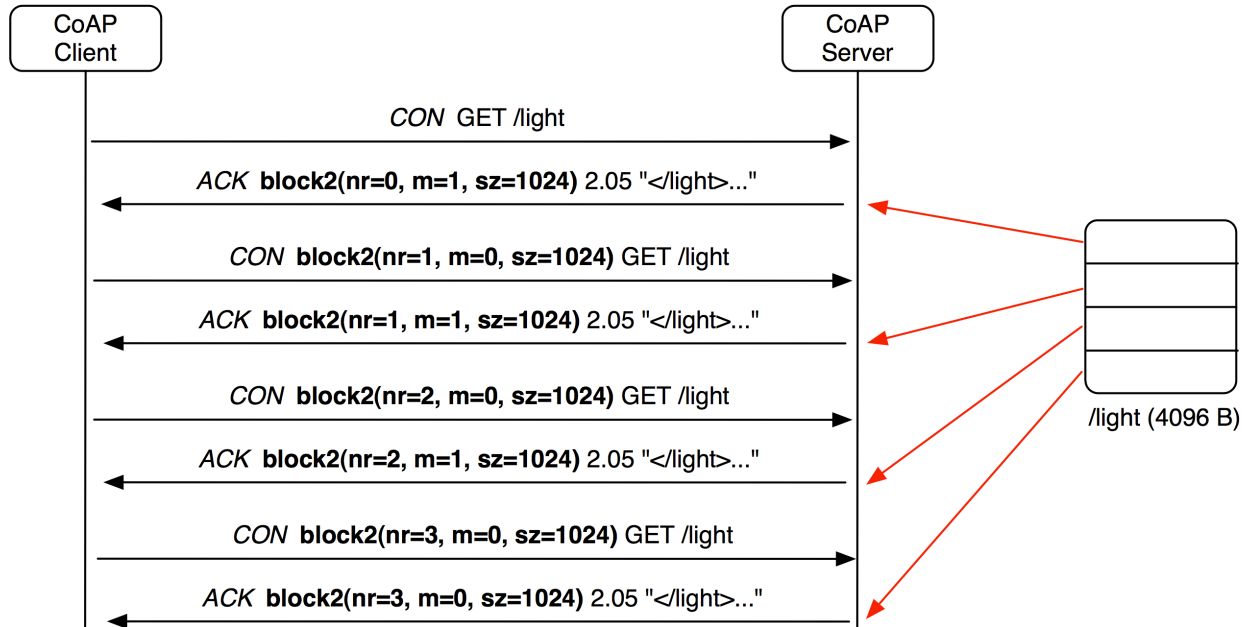 CoAP
Client
CoAP
Server
CON GET /light
ACK block2(nr=0, m=1, sz=1024) 2.05 "</light>..."
CON block2(nr=1, m=0, sz=1024) GET /light
ACK block2(nr=1, m=1, sz=1024) 2.05 "</light>..."
CON block2(nr=2, m=0, sz=1024) GET /light
/light (4096 B)
ACK block2(nr=2, m=1, sz=1024) 2.05 "</light>..."
CON block2(nr=3, m=0, sz=1024) GET /light
ACK block2(nr=3, m=0, sz=1024) 2.05 "</light>..."